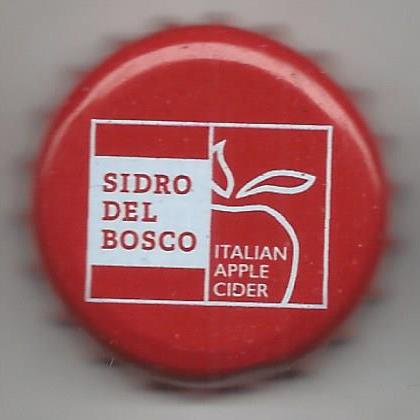 SIDRO
DEL
BOSCO
ITALIAN
APPLE
CIDER